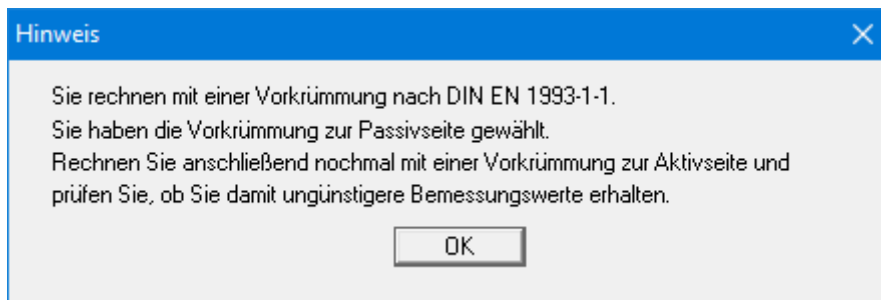 Hinweis
Sie rechnen mit einer Vorkrümmung nach DIN EN 1993-1-1.
Sie haben die Vorkrümmung zur Passivseite gewählt.
Rechnen Sie anschließend nochmal mit einer Vorkrümmung zur Aktivseite und
prüfen Sie, ob Sie damit ungünstigere Bemessungswerte erhalten.
OK